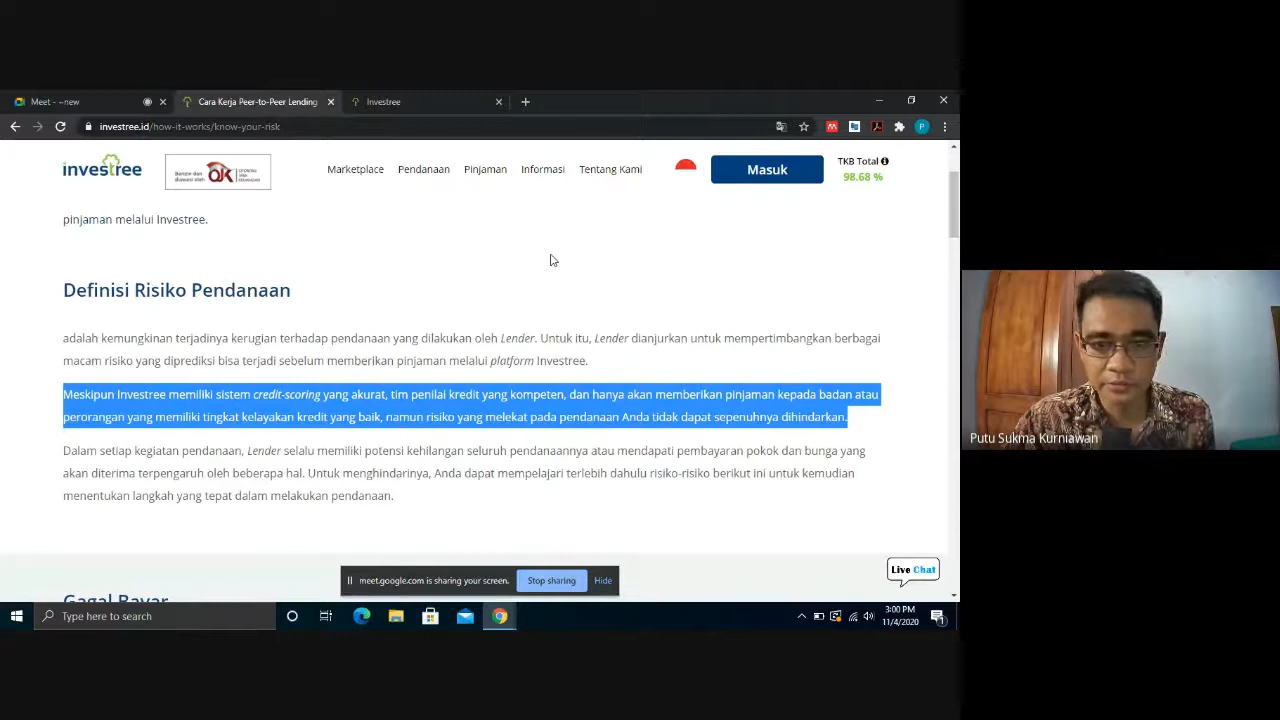 Meet - ~new
Cara Kerja Peer-to-Peer Lending
Investree
investree.id/how-it-works/know-your-risk
investree
OJK
OTORITAS
JASA
KEUANGAN
Marketplace
Pendanaan
Pinjaman
Informasi
Tentang Kami
Masuk
TKB Total
98.68 %
pinjaman melalui Investree.
Definisi Risiko Pendanaan
adalah kemungkinan terjadinya kerugian terhadap pendanaan yang dilakukan oleh Lender. Untuk itu, Lender dianjurkan untuk mempertimbangkan berbagai
macam risiko yang diprediksi bisa terjadi sebelum memberikan pinjaman melalui platform Investree.
Meskipun Investree memiliki sistem credit-scoring yang akurat, tim penilai kredit yang kompeten, dan hanya akan memberikan pinjaman kepada badan atau
perorangan yang memiliki tingkat kelayakan kredit yang baik, namun risiko yang melekat pada pendanaan Anda tidak dapat sepenuhnya dihindarkan.
Dalam setiap kegiatan pendanaan, Lender selalu memiliki potensi kehilangan seluruh pendanaannya atau mendapati pembayaran pokok dan bunga yang
akan diterima terpengaruh oleh beberapa hal. Untuk menghindarinya, Anda dapat mempelajari terlebih dahulu risiko-risiko berikut ini untuk kemudian
menentukan langkah yang tepat dalam melakukan pendanaan.
Gagal Bayar
Live Chat
meet.google.com is sharing your screen.
Stop sharing
Hide
Type here to search
3:00 PM
11/4/2020
1
P
Putu Sukma Kurniawan